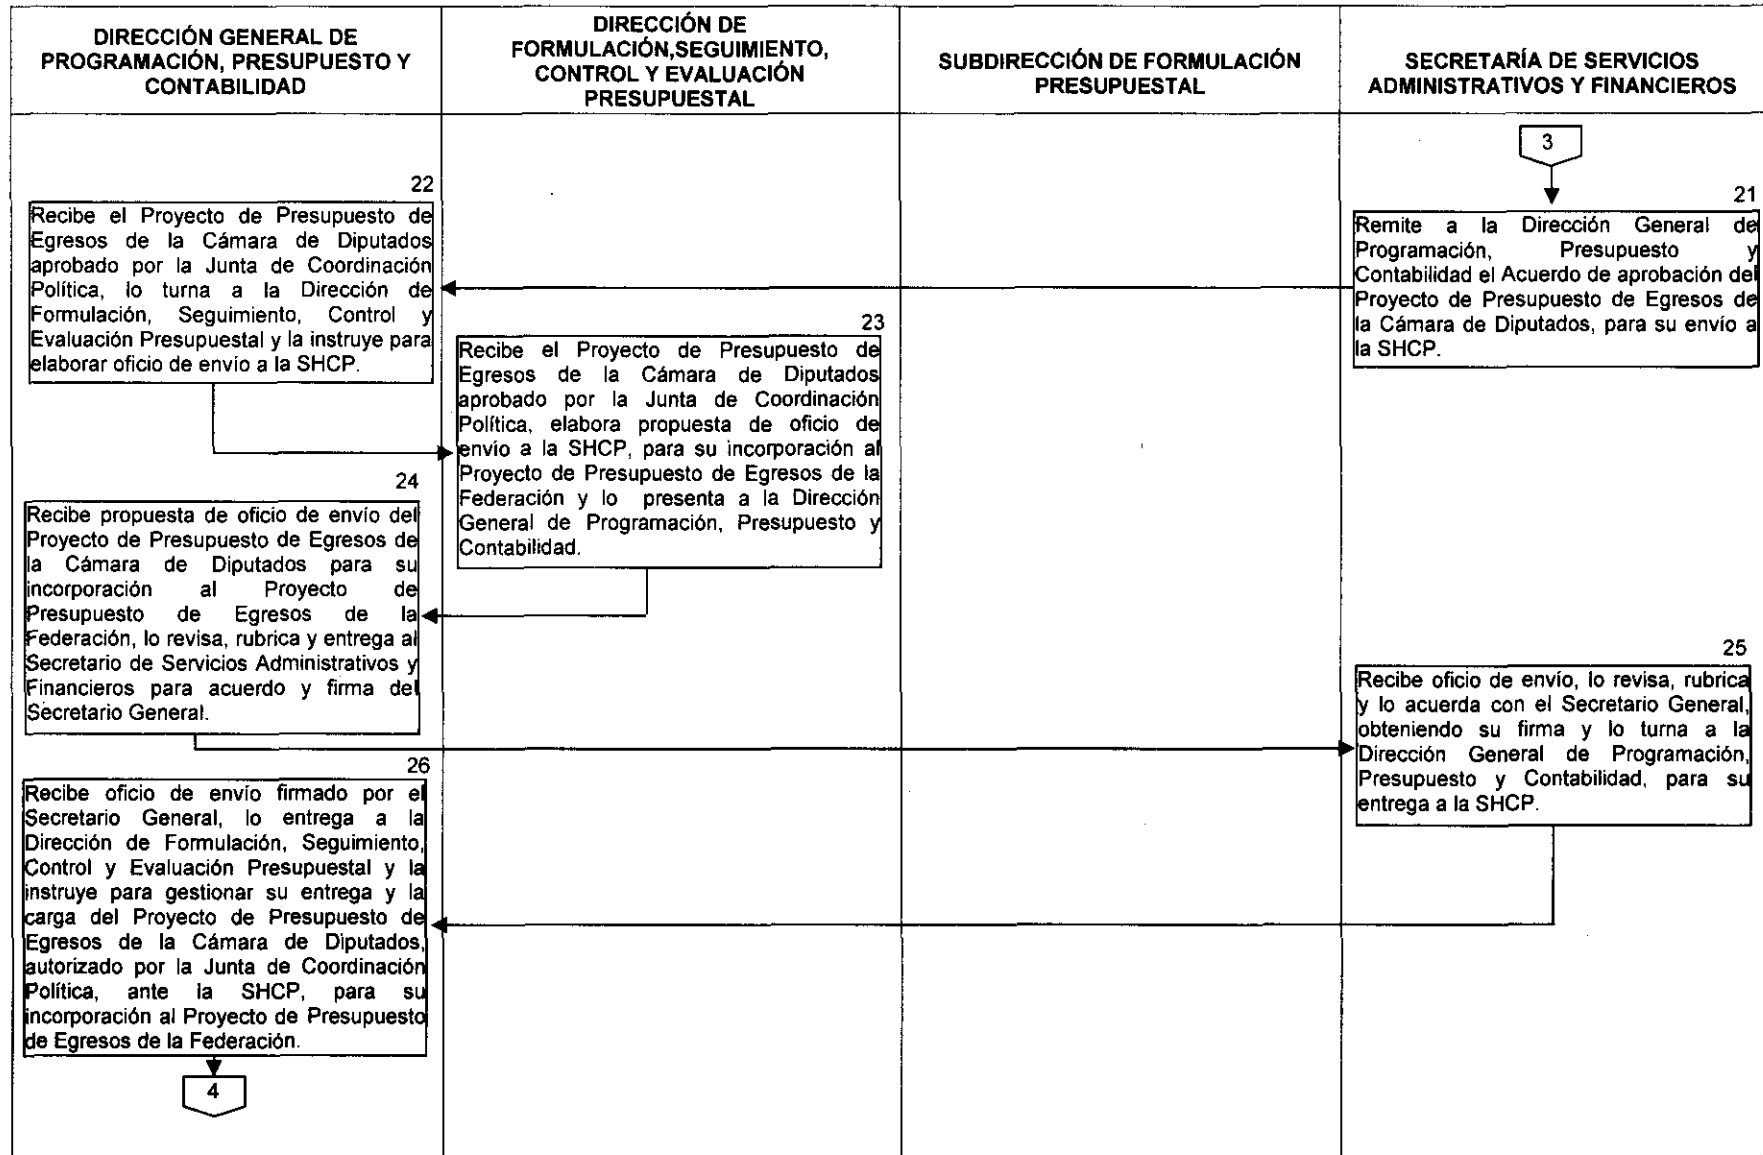 DIRECCIÓN GENERAL DE
PROGRAMACIÓN, PRESUPUESTO Y
CONTABILIDAD
DIRECCIÓN DE
FORMULACIÓN,SEGUIMIENTO,
CONTROL Y EVALUACIÓN
PRESUPUESTAL
SUBDIRECCIÓN DE FORMULACIÓN
PRESUPUESTAL
SECRETARÍA DE SERVICIOS
ADMINISTRATIVOS Y FINANCIEROS
3
21
Remite a la Dirección General de
Programación, Presupuesto y
Contabilidad el Acuerdo de aprobación del
Proyecto de Presupuesto de Egresos de
la Cámara de Diputados, para su envío a
la SHCP.
22
Recibe el Proyecto de Presupuesto de
Egresos de la Cámara de Diputados
aprobado por la Junta de Coordinación
Política, lo turna a la Dirección de
Formulación, Seguimiento, Control y
Evaluación Presupuestal y la instruye para
elaborar oficio de envío a la SHCP.
23
Recibe el Proyecto de Presupuesto de
Egresos de la Cámara de Diputados
aprobado por la Junta de Coordinación
Política, elabora propuesta de oficio de
envío a la SHCP, para su incorporación al
Proyecto de Presupuesto de Egresos de la
Federación y lo presenta a la Dirección
General de Programación, Presupuesto y
Contabilidad.
24
Recibe propuesta de oficio de envío del
Proyecto de Presupuesto de Egresos de
la Cámara de Diputados para su
incorporación al Proyecto de
Presupuesto de Egresos de la
Federación, lo revisa, rubrica y entrega al
Secretario de Servicios Administrativos y
Financieros para acuerdo y firma del
Secretario General.
25
Recibe oficio de envío, lo revisa, rubrica
y lo acuerda con el Secretario General,
obteniendo su firma y lo turna a la
Dirección General de Programación,
Presupuesto y Contabilidad, para su
entrega a la SHCP.
26
Recibe oficio de envío firmado por el
Secretario General, lo entrega a la
Dirección de Formulación, Seguimiento,
Control y Evaluación Presupuestal y la
instruye para gestionar su entrega y la
carga del Proyecto de Presupuesto de
Egresos de la Cámara de Diputados,
autorizado por la Junta de Coordinación
Política, ante la SHCP, para su
incorporación al Proyecto de Presupuesto
de Egresos de la Federación.
4